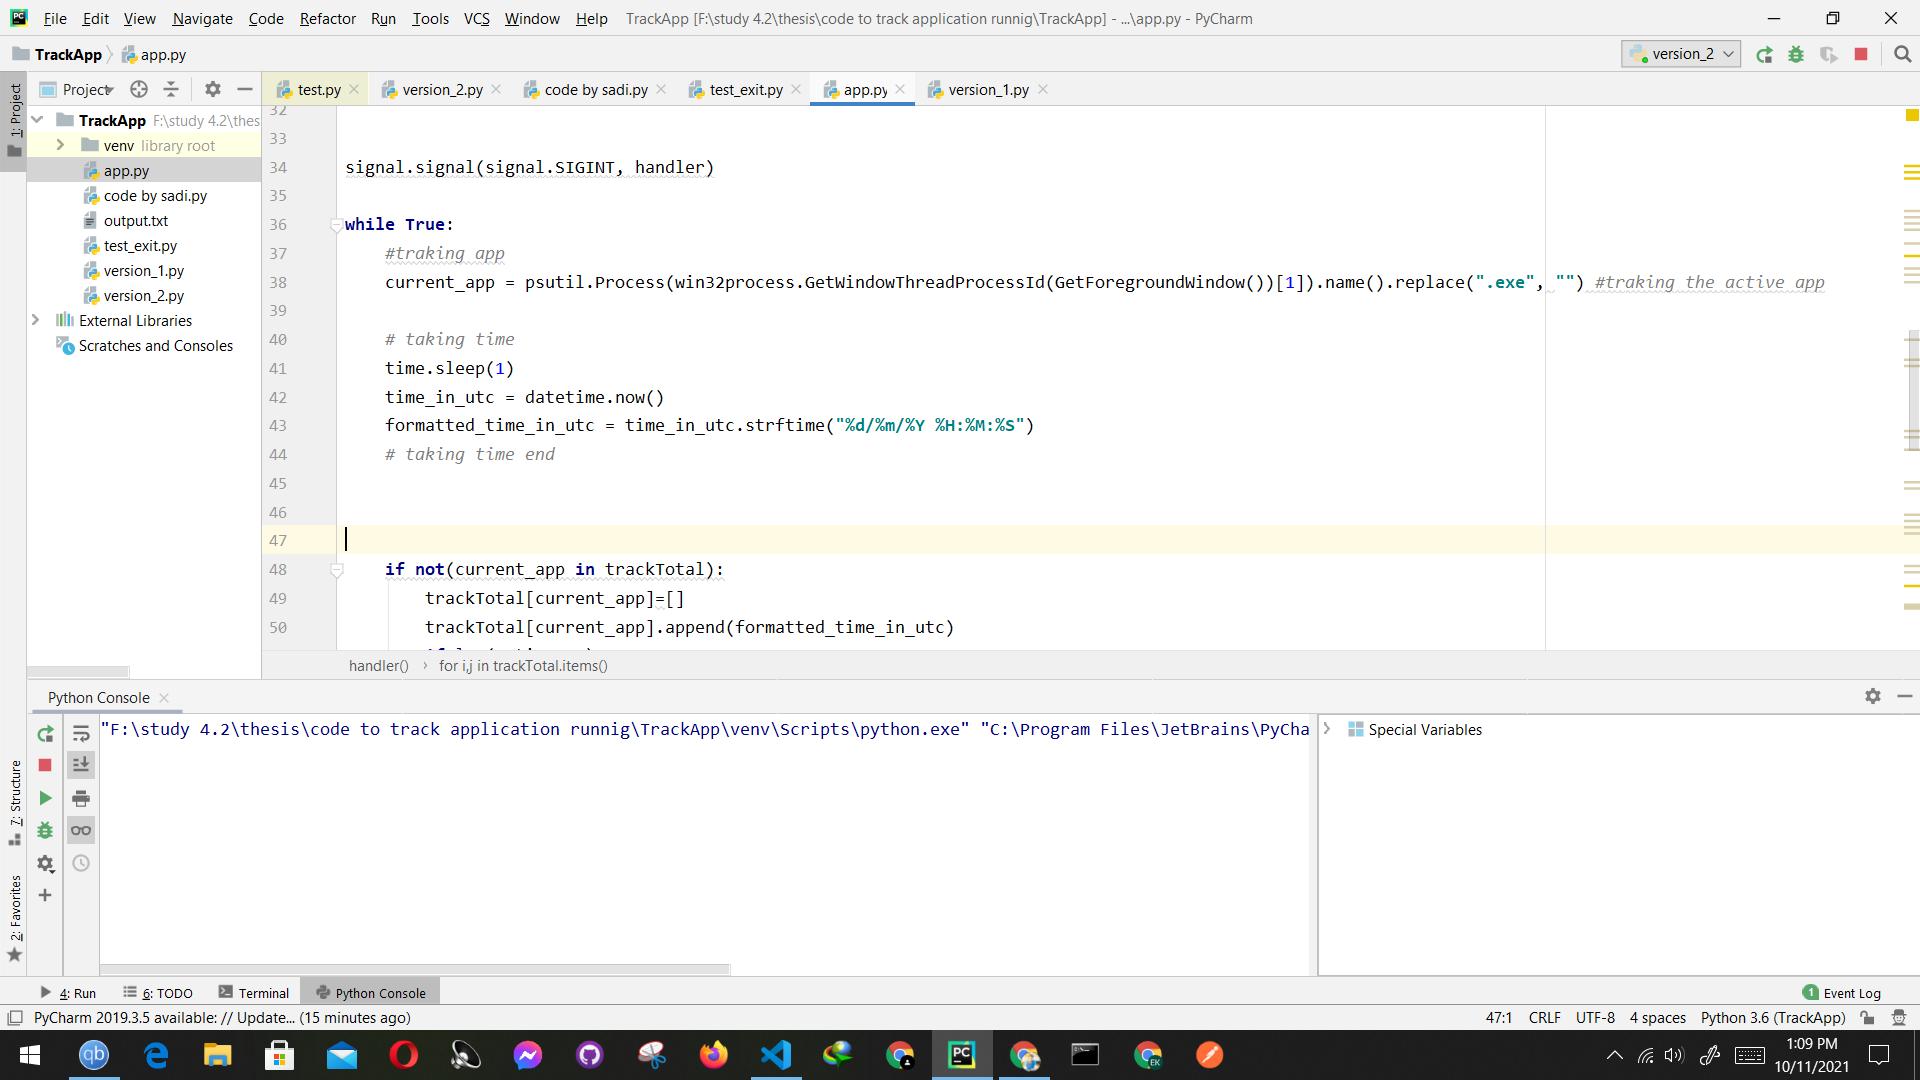 File Edit View Navigate Code Refactor Run Tools VCS Window Help TrackApp [F:\study 4.2\thesis\code to track application runnig\TrackApp] - ...\app.py - PyCharm
TrackApp app.py version_2
1: Project
Project test.py version_2.py code by sadi.py test_exit.py app.py version_1.py
TrackApp F:\study 4.2\thes
venv library root
app.py
code by sadi.py
output.txt
test_exit.py
version_1.py
version_2.py
External Libraries
Scratches and Consoles
32
33
34 signal.signal(signal.SIGINT, handler)
35
36 while True:
37 #traking app
38 current_app = psutil.Process(win32process.GetWindowThreadProcessId(GetForegroundWindow())[1]).name().replace(".exe", "") #traking the active app
39
40 # taking time
41 time.sleep(1)
42 time_in_utc = datetime.now()
43 formatted_time_in_utc = time_in_utc.strftime("%d/%m/%Y %H:%M:%S")
44 # taking time end
45
46
47
48 if not(current_app in trackTotal):
49 trackTotal[current_app]=[]
50 trackTotal[current_app].append(formatted_time_in_utc)
handler() › for i,j in trackTotal.items()
Python Console
"F:\study 4.2\thesis\code to track application runnig\TrackApp\venv\Scripts\python.exe" "C:\Program Files\JetBrains\PyCha
Special Variables
7: Structure
2: Favorites
4: Run 6: TODO Terminal Python Console 1 Event Log
PyCharm 2019.3.5 available: // Update... (15 minutes ago) 47:1 CRLF UTF-8 4 spaces Python 3.6 (TrackApp)
qb PC EK
1:09 PM
10/11/2021